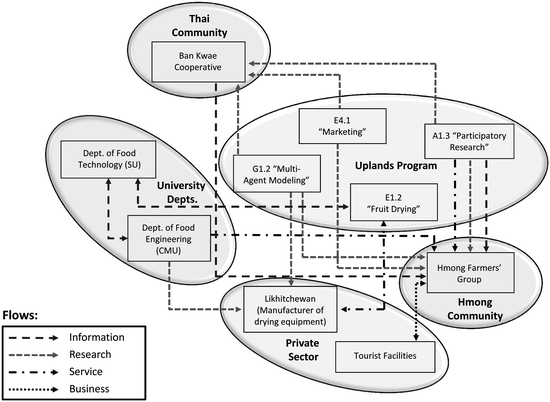 Thai
Community
Ban Kwae
Cooperative
E4.1
“Marketing”
A1.3 “Participatory
Research”
Dept. of Food
Technology (SU)
G1.2 “Multi-
Agent Modeling”
Uplands Program
University
Depts.
E1.2
“Fruit Drying”
Dept. of Food
Engineering
(CMU)
Hmong Farmers’
Group
Hmong
Community
Likhitchewan
(Manufacturer of
drying equipment)
Private
Sector
Tourist Facilities
Flows:
Information
Research
Service
Business